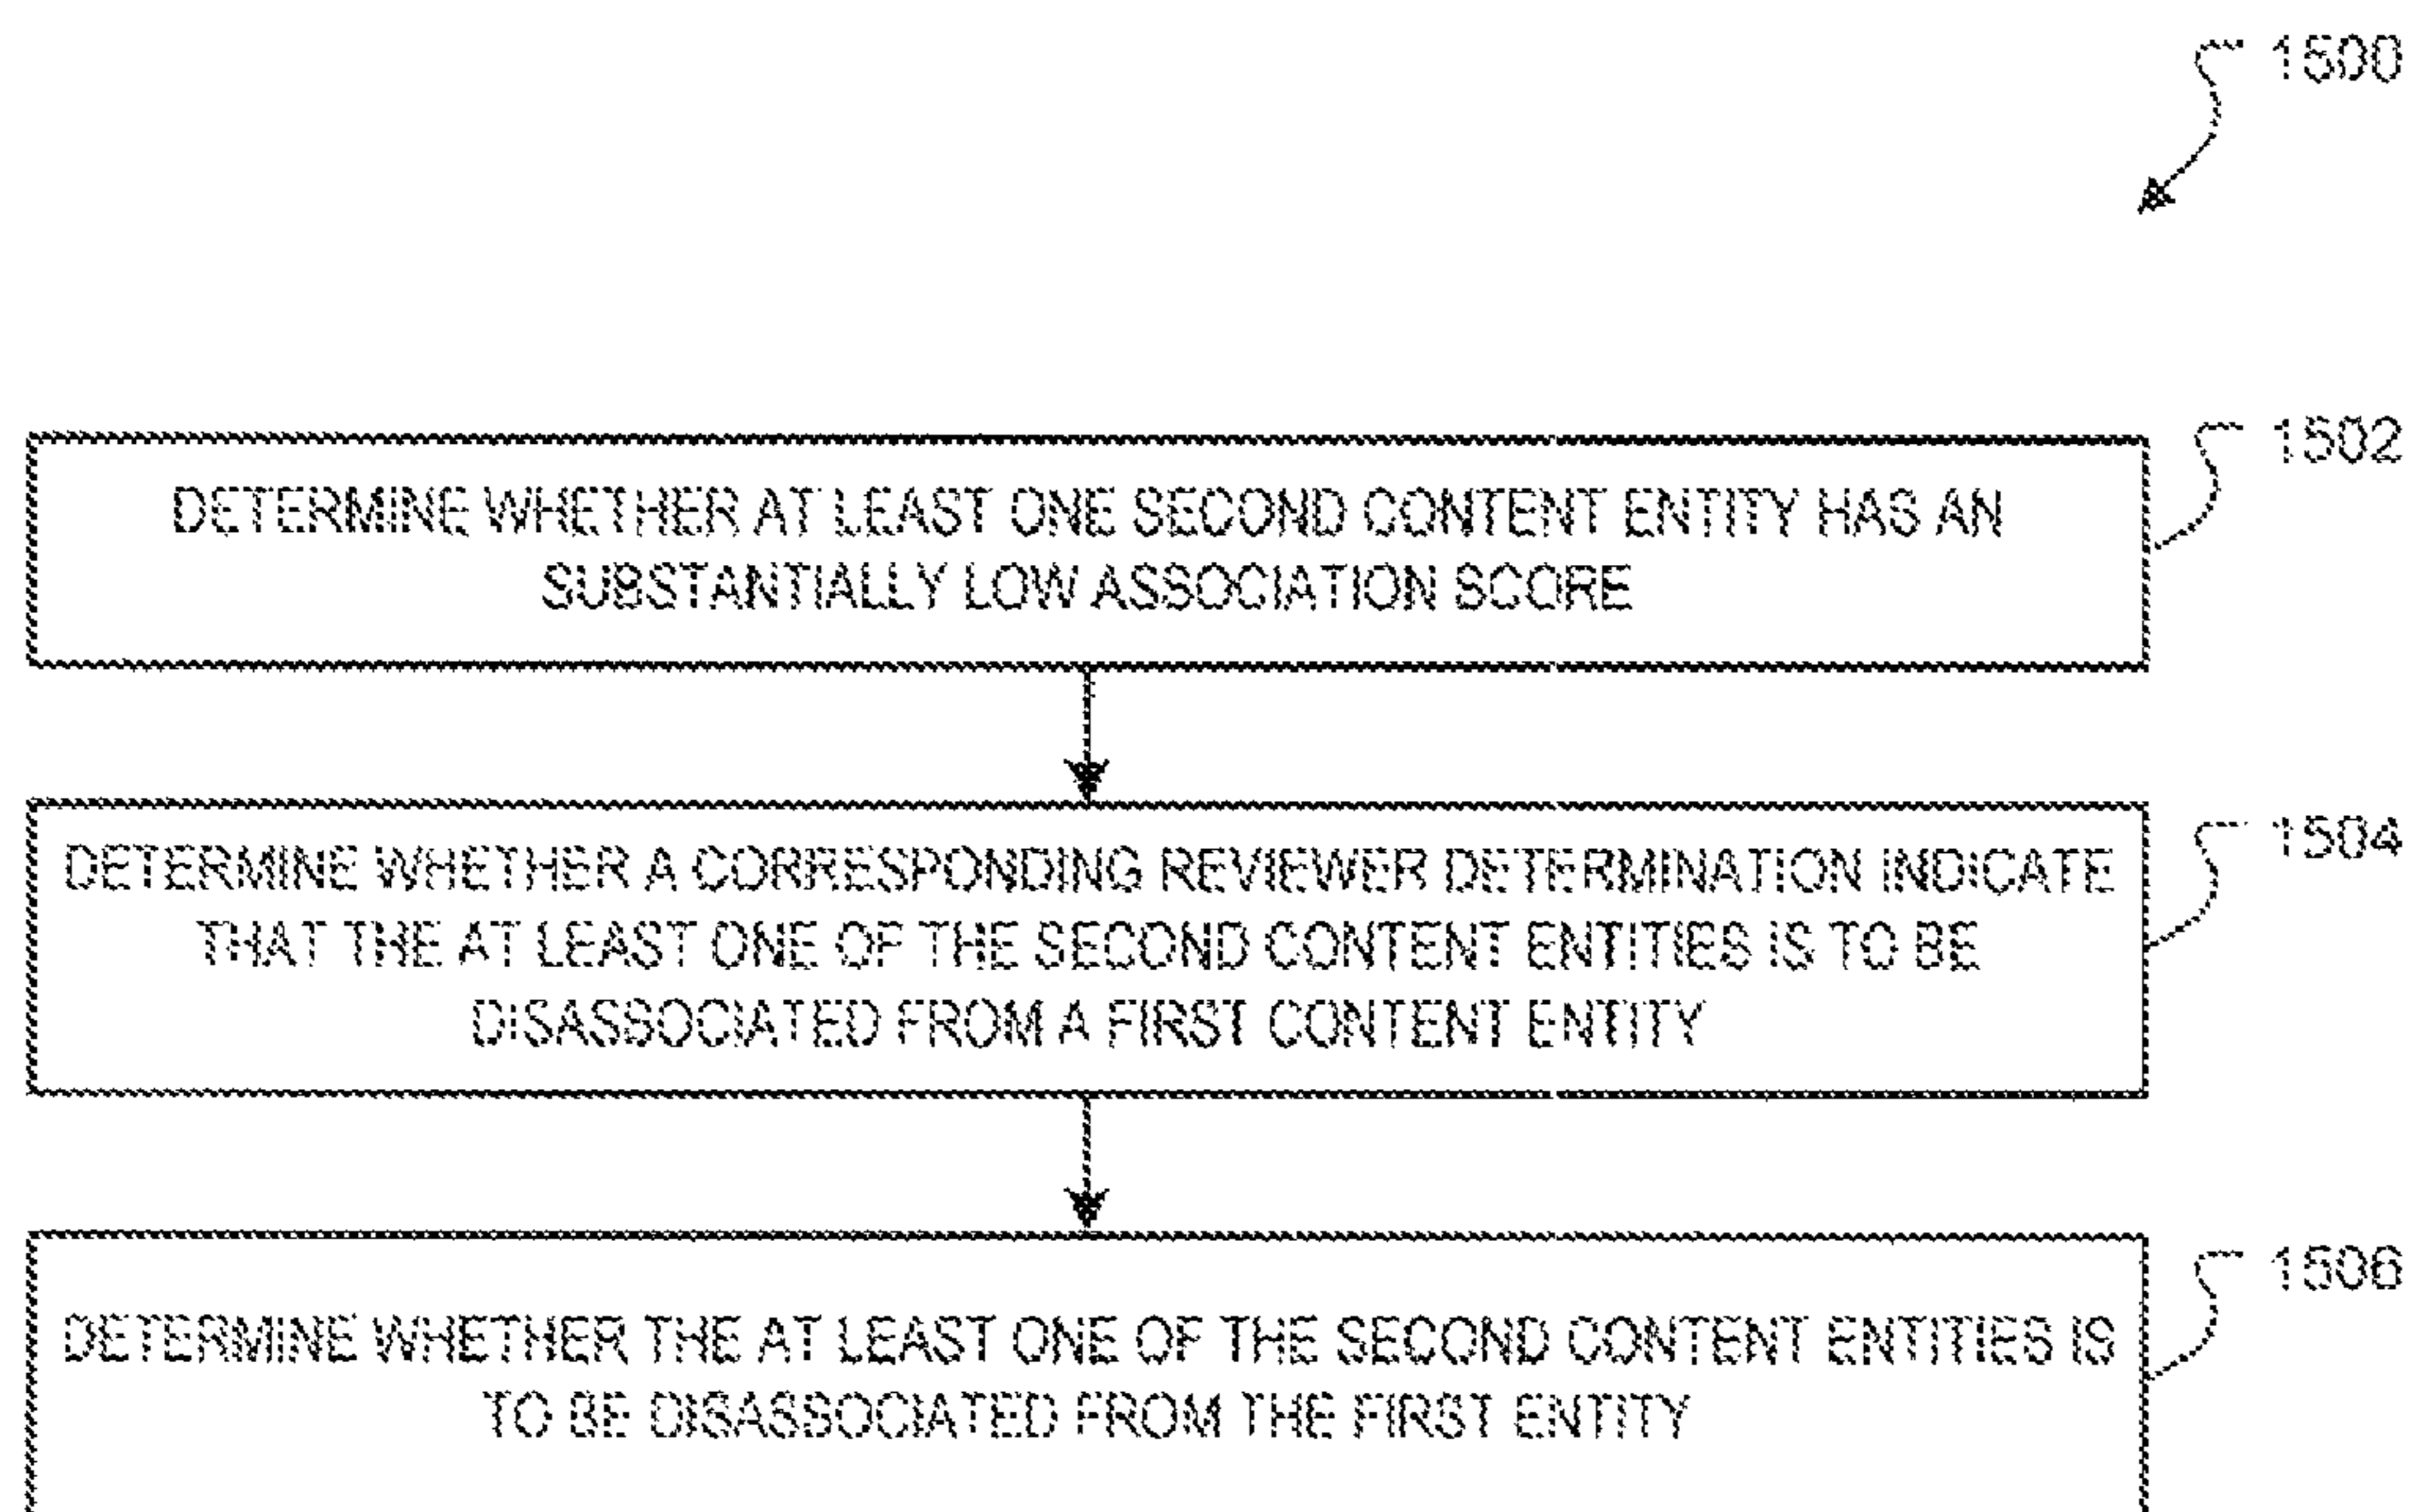 1500
1502
DETERMINE WHETHER AT LEAST ONE SECOND CONTENT ENTITY HAS AN
SUBSTANTIALLY LOW ASSOCIATION SCORE
1504
DETERMINE WHETHER A CORRESPONDING REVIEWER DETERMINATION INDICATE
THAT THE AT LEAST ONE OF THE SECOND CONTENT ENTITIES IS TO BE
DISASSOCIATED FROM A FIRST CONTENT ENTITY
1506
DETERMINE WHETHER THE AT LEAST ONE OF THE SECOND CONTENT ENTITIES IS
TO BE DISASSOCIATED FROM THE FIRST ENTITY